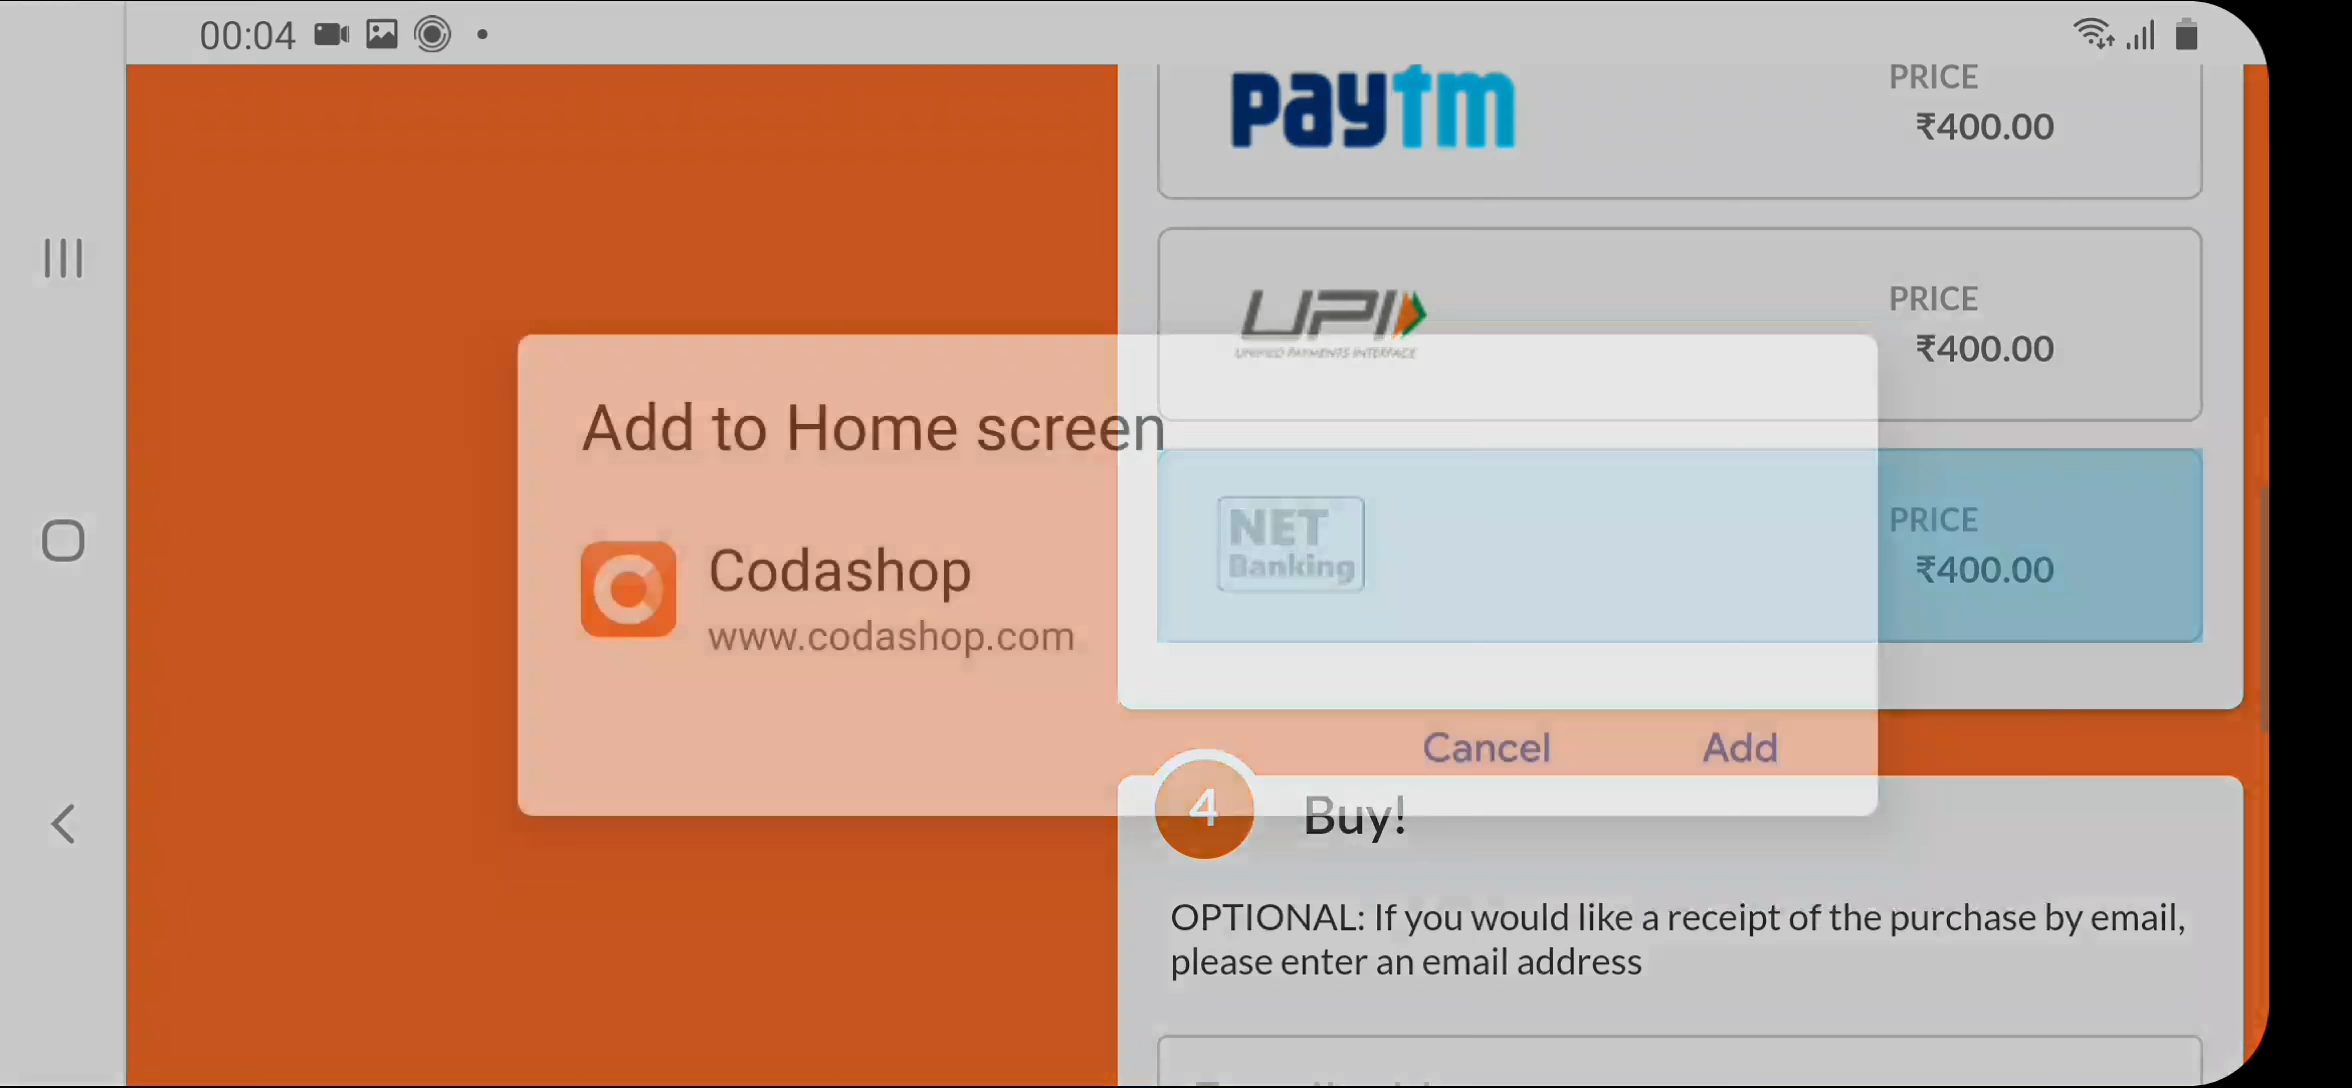 00:04
paytm
PRICE
₹400.00
UPI
UNIFIED PAYMENTS INTERFACE
PRICE
₹400.00
Add to Home screen
NET
Banking
PRICE
₹400.00
Codashop
www.codashop.com
Cancel
Add
4
Buy!
OPTIONAL: If you would like a receipt of the purchase by email,
please enter an email address